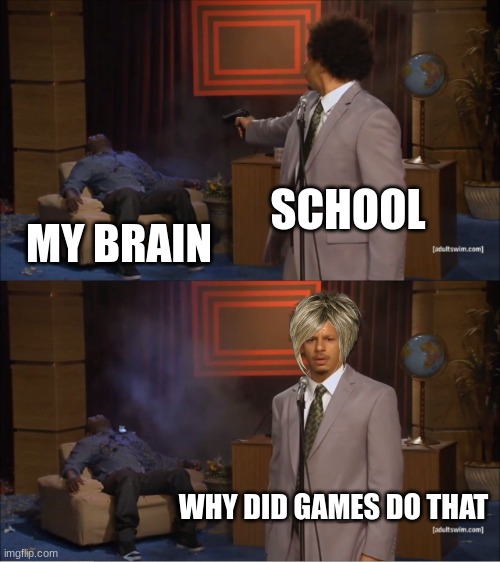 SCHOOL
MY BRAIN
[adultswim.com]
WHY DID GAMES DO THAT
[adultswim.com]
imgflip.com